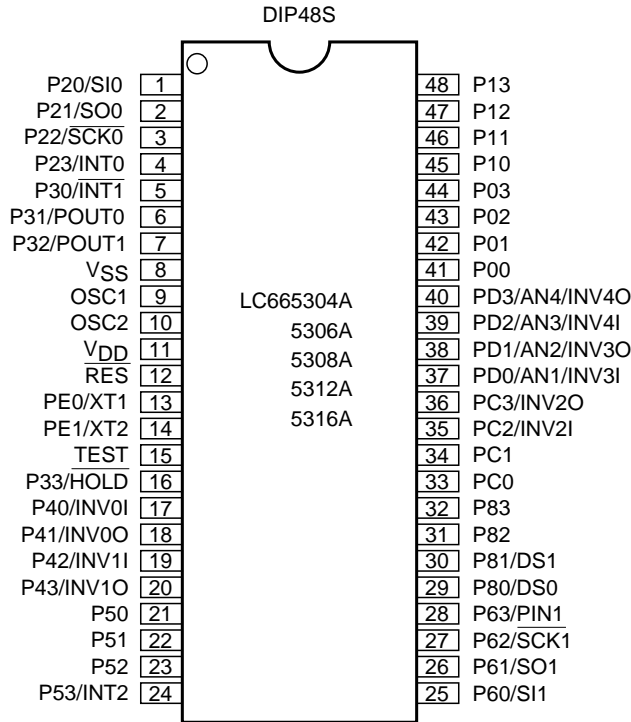 DIP48S
P20/SI0 1
P21/SO0 2
P22/S̅C̅K̅0̅ 3
P23/INT0 4
P30/I̅N̅T̅1̅ 5
P31/POUT0 6
P32/POUT1 7
VSS 8
OSC1 9
OSC2 10
VDD 11
R̅E̅S̅ 12
PE0/XT1 13
PE1/XT2 14
TEST 15
P33/H̅O̅L̅D̅ 16
P40/INV0I 17
P41/INV0O 18
P42/INV1I 19
P43/INV1O 20
P50 21
P51 22
P52 23
P53/INT2 24
LC665304A
5306A
5308A
5312A
5316A
48 P13
47 P12
46 P11
45 P10
44 P03
43 P02
42 P01
41 P00
40 PD3/AN4/INV4O
39 PD2/AN3/INV4I
38 PD1/AN2/INV3O
37 PD0/AN1/INV3I
36 PC3/INV2O
35 PC2/INV2I
34 PC1
33 PC0
32 P83
31 P82
30 P81/DS1
29 P80/DS0
28 P63/PIN1
27 P62/S̅C̅K̅1̅
26 P61/SO1
25 P60/SI1